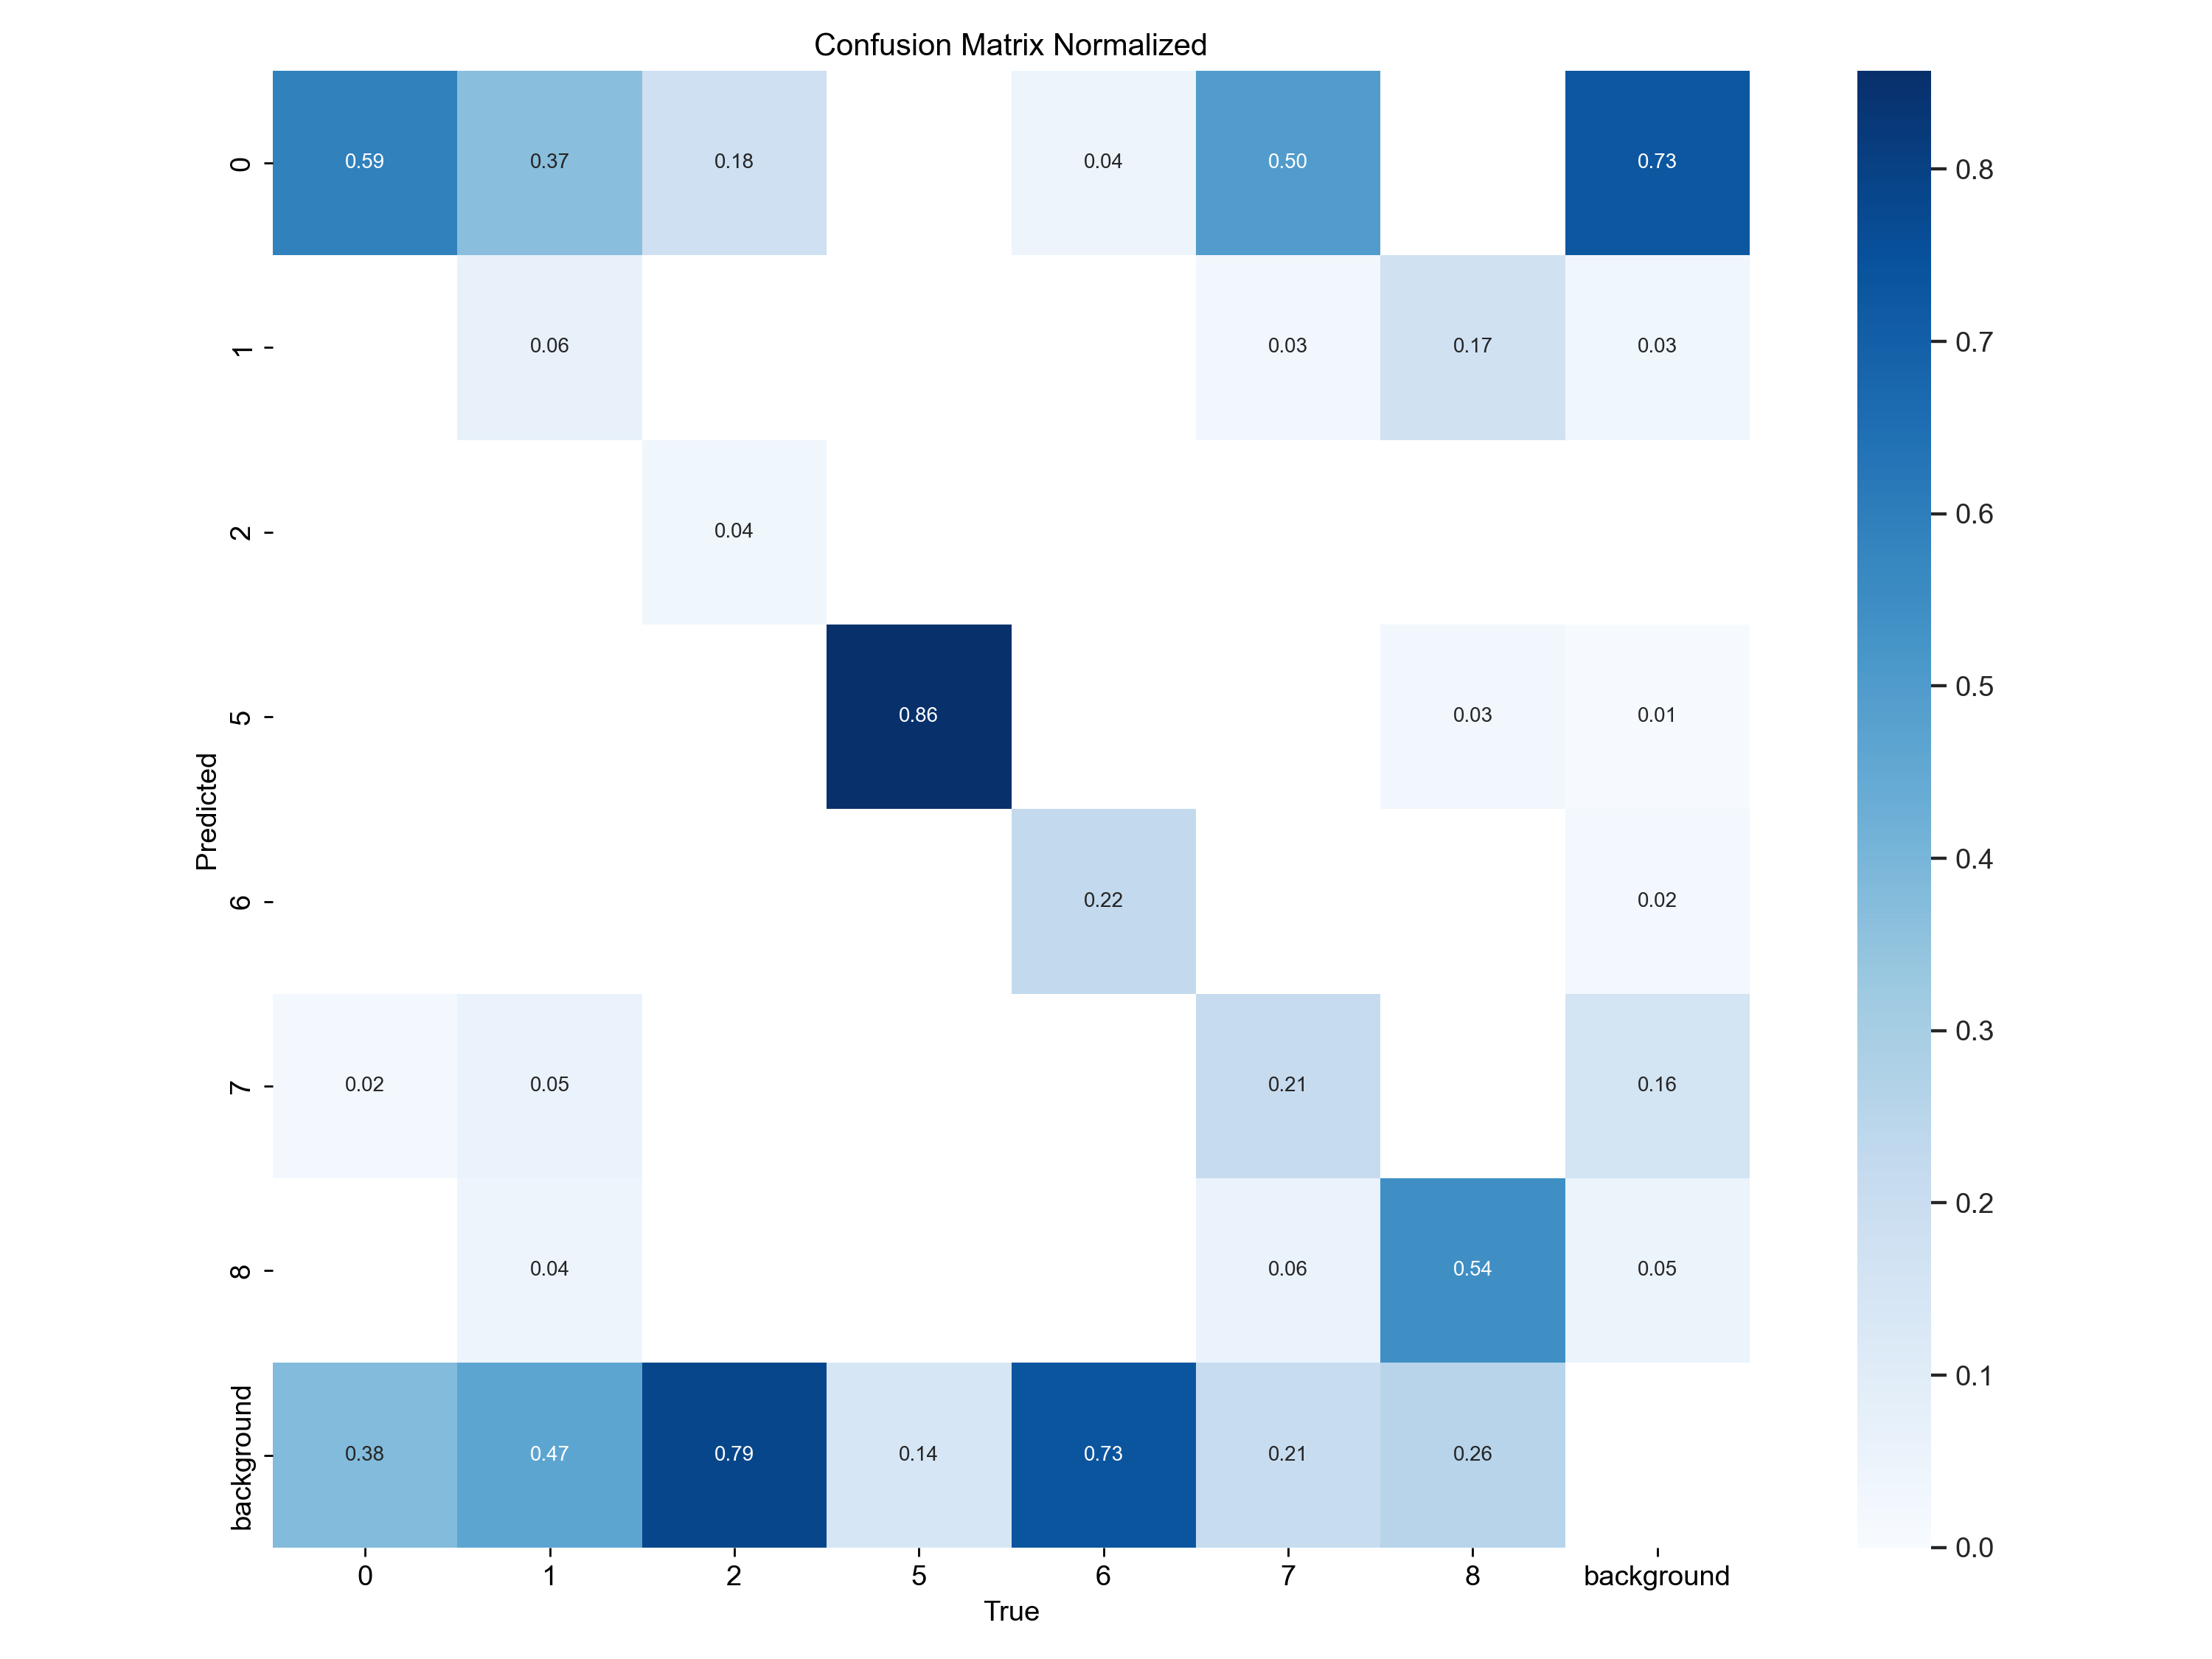 Confusion Matrix Normalized
0 0.59 0.37 0.18 0.04 0.50 0.73
1 0.06 0.03 0.17 0.03
2 0.04
5 0.86 0.03 0.01
6 0.22 0.02
7 0.02 0.05 0.21 0.16
8 0.04 0.06 0.54 0.05
background 0.38 0.47 0.79 0.14 0.73 0.21 0.26
0 1 2 5 6 7 8 background
True
Predicted
0.8
0.7
0.6
0.5
0.4
0.3
0.2
0.1
0.0